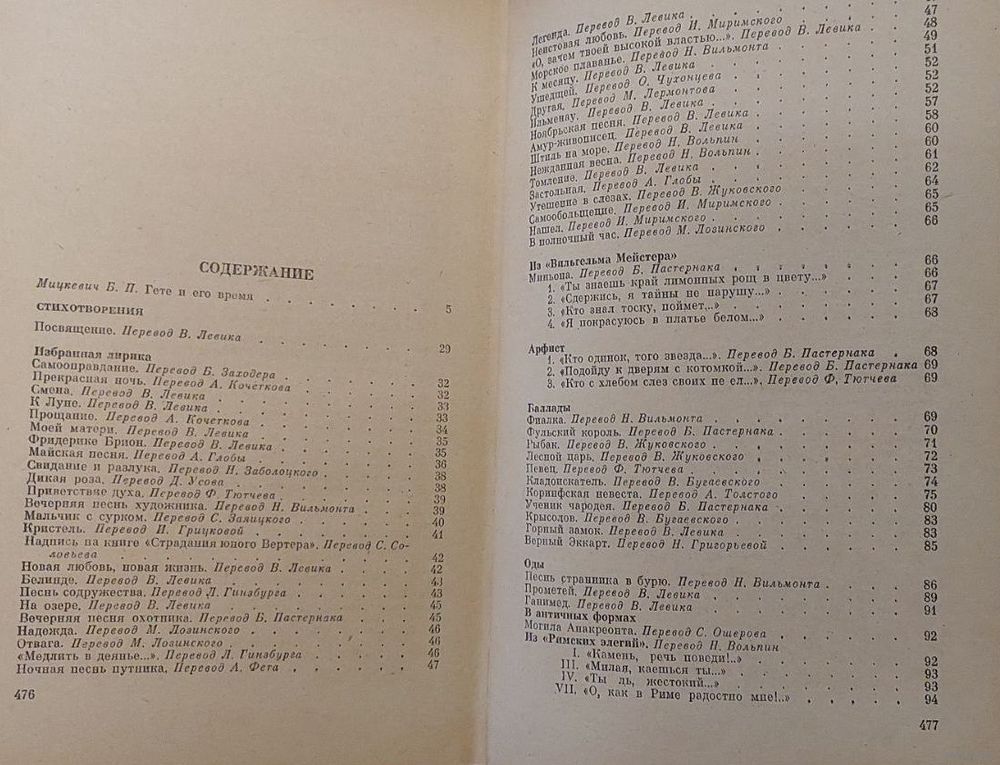 СОДЕРЖАНИЕ
Мицкевич Б. П. Гете и его время . . . . . . 5
СТИХОТВОРЕНИЯ
Посвящение. Перевод В. Левика . . . . . . 29
Избранная лирика
Самооправдание. Перевод Б. Заходера . . . . 32
Прекрасная ночь. Перевод А. Кочеткова . . . . 32
Смена. Перевод В. Левика . . . . . . 33
К Луне. Перевод В. Левика . . . . . . 33
Прощание. Перевод А. Кочеткова . . . . . 34
Моей матери. Перевод В. Левика . . . . . 35
Фридерике Брион. Перевод В. Левика . . . . 35
Майская песня. Перевод А. Глобы . . . . . 36
Свидание и разлука. Перевод Н. Заболоцкого . . . 38
Дикая роза. Перевод Д. Усова . . . . . 38
Приветствие духа. Перевод Ф. Тютчева . . . . 39
Вечерняя песнь художника. Перевод Н. Вильмонта . . 39
Мальчик с сурком. Перевод С. Заяицкого . . . . 40
Кристель. Перевод И. Грицковой . . . . . 41
Надпись на книге «Страдания юного Вертера». Перевод С. Со-
ловьева . . . . . . . . 42
Новая любовь, новая жизнь. Перевод В. Левика . . . 42
Белинде. Перевод В. Левика . . . . . . 43
Песнь содружества. Перевод Л. Гинзбурга . . . . 43
На озере. Перевод В. Левика . . . . . . 45
Вечерняя песня охотника. Перевод Б. Пастернака . . 45
Надежда. Перевод М. Лозинского . . . . . 46
Отвага. Перевод М. Лозинского . . . . . 46
«Медлить в деянье...». Перевод Л. Гинзбурга . . . 46
Ночная песнь путника. Перевод А. Фета . . . . 47
476
Легенда. Перевод В. Левика . . . . . . 47
Неистовая любовь. Перевод И. Миримского . . . . 48
«О, зачем твоей высокой властью...». Перевод В. Левика . 49
Морское плаванье. Перевод Н. Вильмонта . . . . 51
К месяцу. Перевод В. Левика . . . . . . 52
Ушедшей. Перевод О. Чухонцева . . . . . 52
Другая. Перевод М. Лермонтова . . . . . 52
Ильменау. Перевод В. Левика . . . . . . 57
Ноябрьская песня. Перевод В. Левика . . . . 58
Амур-живописец. Перевод В. Левика . . . . 60
Штиль на море. Перевод Н. Вольпин . . . . 60
Нежданная весна. Перевод Н. Вольпин . . . . 61
Томление. Перевод В. Левика . . . . . 62
Застольная. Перевод А. Глобы . . . . . 64
Утешение в слезах. Перевод В. Жуковского . . . 65
Самообольщение. Перевод И. Миримского . . . . 65
Нашел. Перевод И. Миримского . . . . . 66
В полночный час. Перевод М. Лозинского
Из «Вильгельма Мейстера»
Миньона. Перевод Б. Пастернака . . . . . 66
1. «Ты знаешь край лимонных рощ в цвету...» . . . 66
2. «Сдержись, я тайны не нарушу...» . . . . 67
3. «Кто знал тоску, поймет...» . . . . . 67
4. «Я покрасуюсь в платье белом...» . . . . 68
Арфист
1. «Кто одинок, того звезда...». Перевод Б. Пастернака . 68
2. «Подойду к дверям с котомкой...». Перевод Б. Пастернака 69
3. «Кто с хлебом слез своих не ел...», Перевод Ф, Тютчева 69
Баллады
Фиалка. Перевод Н. Вильмонта . . . . . 69
Фульский король. Перевод Б. Пастернака . . . . 70
Рыбак. Перевод В. Жуковского . . . . . 71
Лесной царь. Перевод В. Жуковского . . . . 72
Певец. Перевод Ф. Тютчева . . . . . . 73
Кладоискатель. Перевод В. Бугаевского . . . . 74
Коринфская невеста. Перевод А. Толстого . . . . 75
Ученик чародея. Перевод Б. Пастернака . . . . 80
Крысолов. Перевод В. Бугаевского . . . . . 83
Горный замок. Перевод В. Левика . . . . . 83
Верный Эккарт. Перевод Н. Григорьевой . . . . 85
Оды
Песнь странника в бурю. Перевод Н. Вильмонта . . . 86
Прометей. Перевод В. Левика . . . . . 89
Ганимед. Перевод В. Левика . . . . . . 91
В античных формах
Могила Анакреонта. Перевод С. Ошерова . . . . 92
Из «Римских элегий». Перевод Н. Вольпин
I. «Камень, речь поведи!..» . . . . . 92
III. «Милая, каешься ты...» . . . . . 93
IV. «Ты ль, жестокий...» . . . . . . 93
VII. «О, как в Риме радостно мне!..» . . . . 94
477